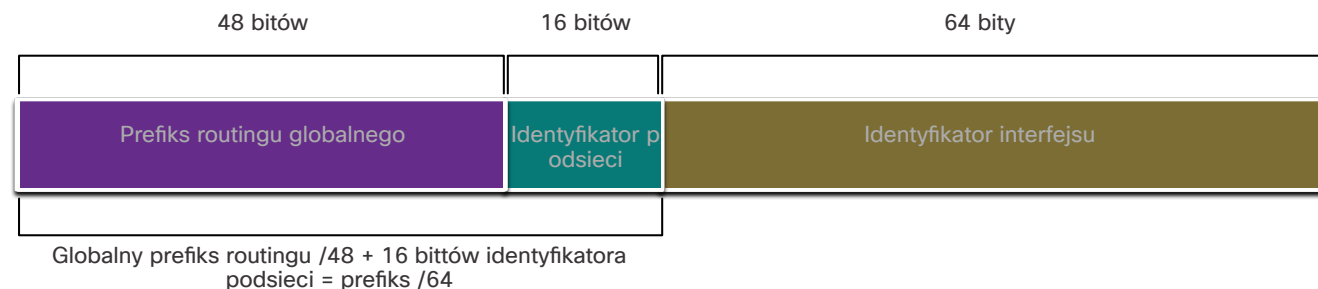 48 bitów
16 bitów
64 bity
Prefiks routingu globalnego
Identyfikator p
odsieci
Identyfikator interfejsu
Globalny prefiks routingu /48 + 16 bittów identyfikatora
podsieci = prefiks /64